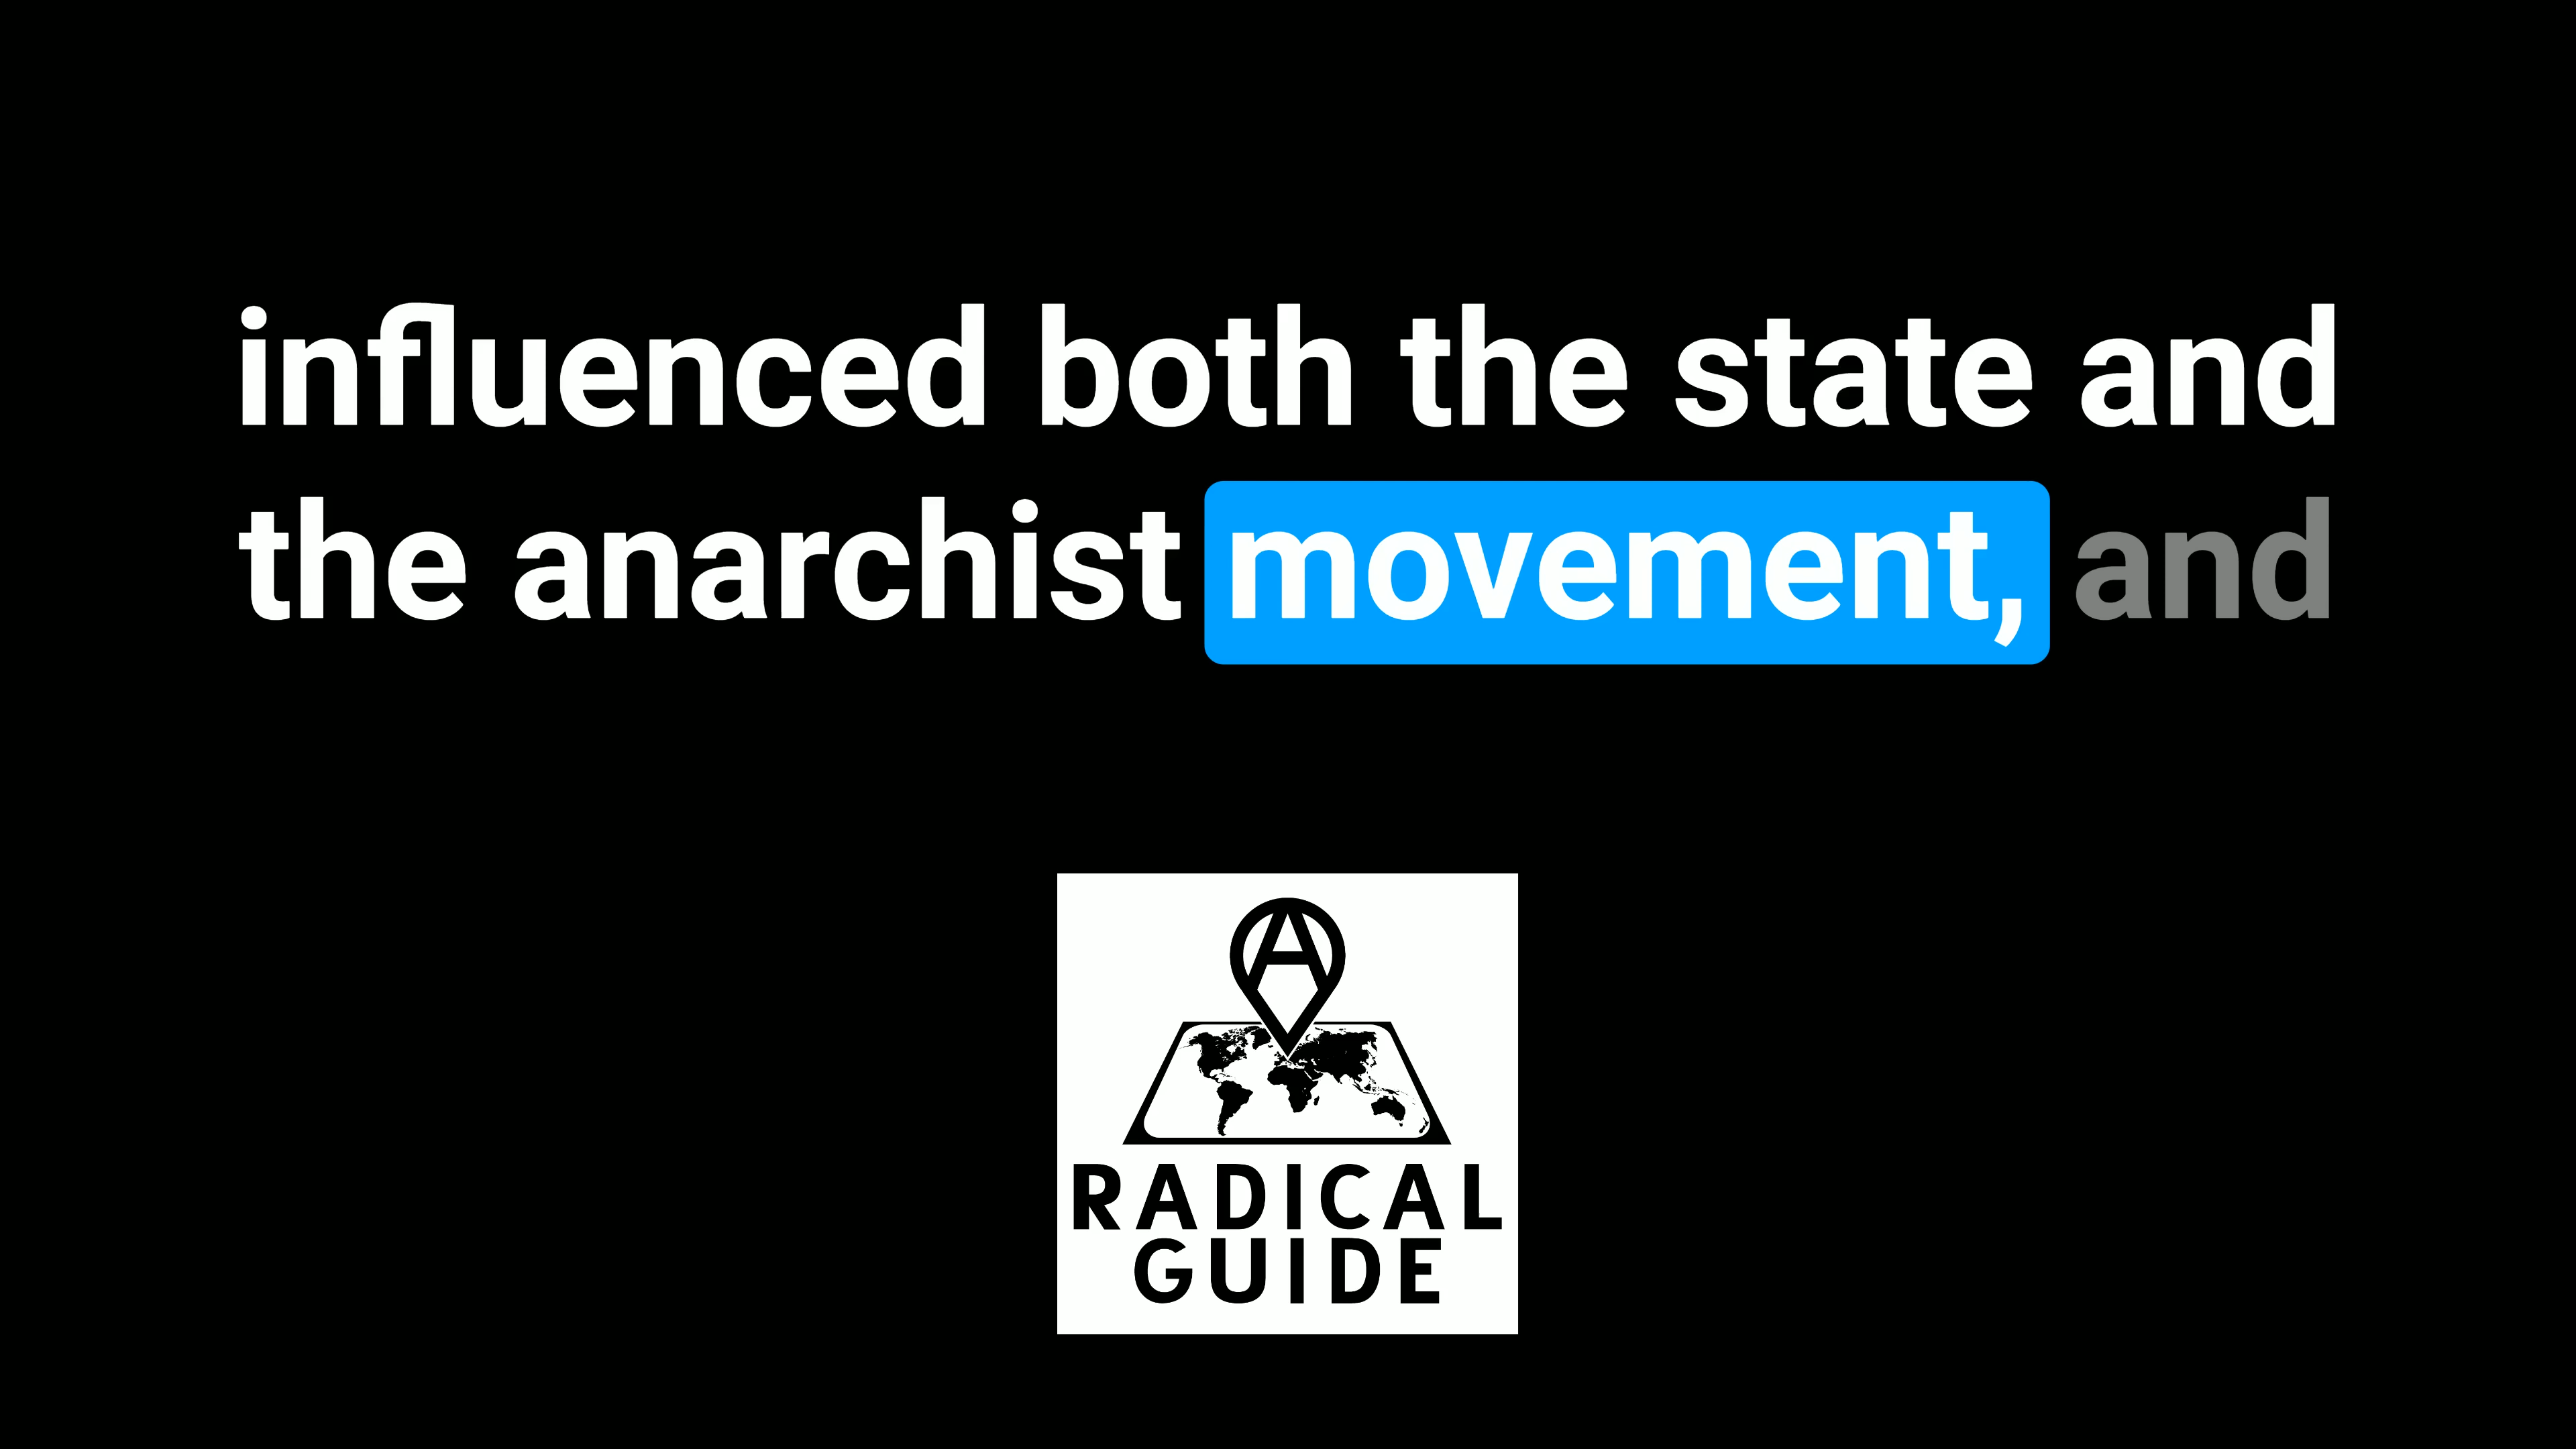 influenced both the state and
the anarchist movement, and
A
RADICAL
GUIDE